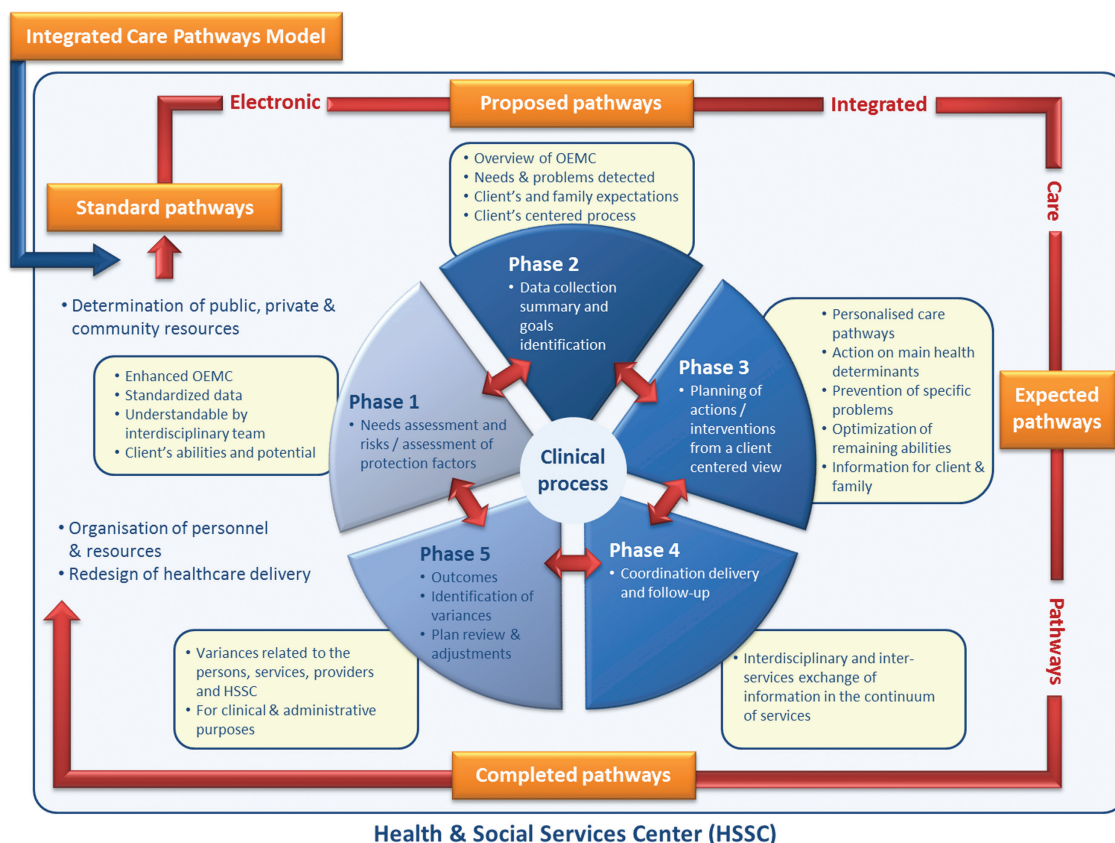 Integrated Care Pathways Model
Electronic
Proposed pathways
Integrated
Care
Pathways
Standard pathways
• Overview of OEMC
• Needs & problems detected
• Client's and family expectations
• Client's centered process
• Determination of public, private &
community resources
• Enhanced OEMC
• Standardized data
• Understandable by
interdisciplinary team
• Client's abilities and potential
Phase 1
• Needs assessment and
risks / assessment of
protection factors
Phase 2
• Data collection
summary and
goals
identification
Phase 3
• Planning of
actions /
interventions
from a client
centered view
• Personalised care
pathways
• Action on main health
determinants
• Prevention of specific
problems
• Optimization of
remaining abilities
• Information for client &
family
Expected
pathways
Clinical
process
• Organisation of personnel
& resources
• Redesign of healthcare delivery
Phase 5
• Outcomes
• Identification of
variances
• Plan review &
adjustments
Phase 4
• Coordination delivery
and follow-up
• Variances related to the
persons, services, providers
and HSSC
• For clinical & administrative
purposes
• Interdisciplinary and inter-
services exchange of
information in the continuum
of services
Completed pathways
Health & Social Services Center (HSSC)